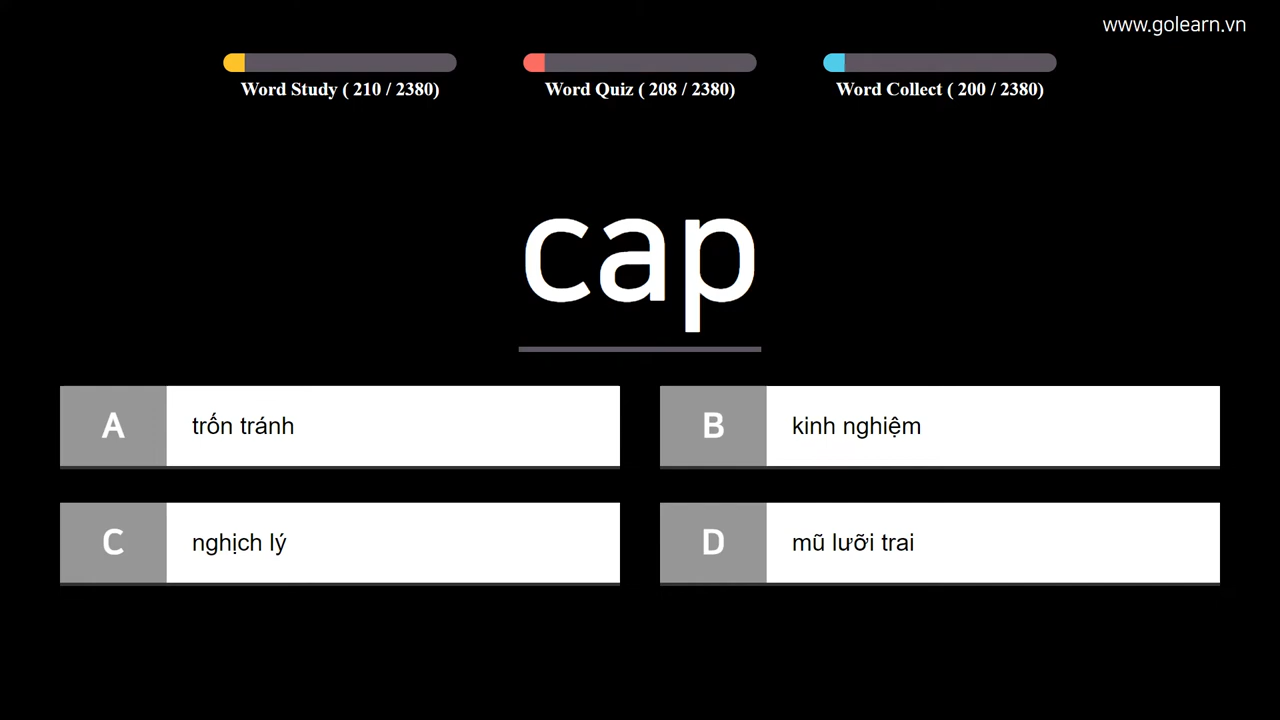 www.golearn.vn
Word Study ( 210 / 2380)
Word Quiz ( 208 / 2380)
Word Collect ( 200 / 2380)
cap
A trốn tránh
B kinh nghiệm
C nghịch lý
D mũ lưỡi trai